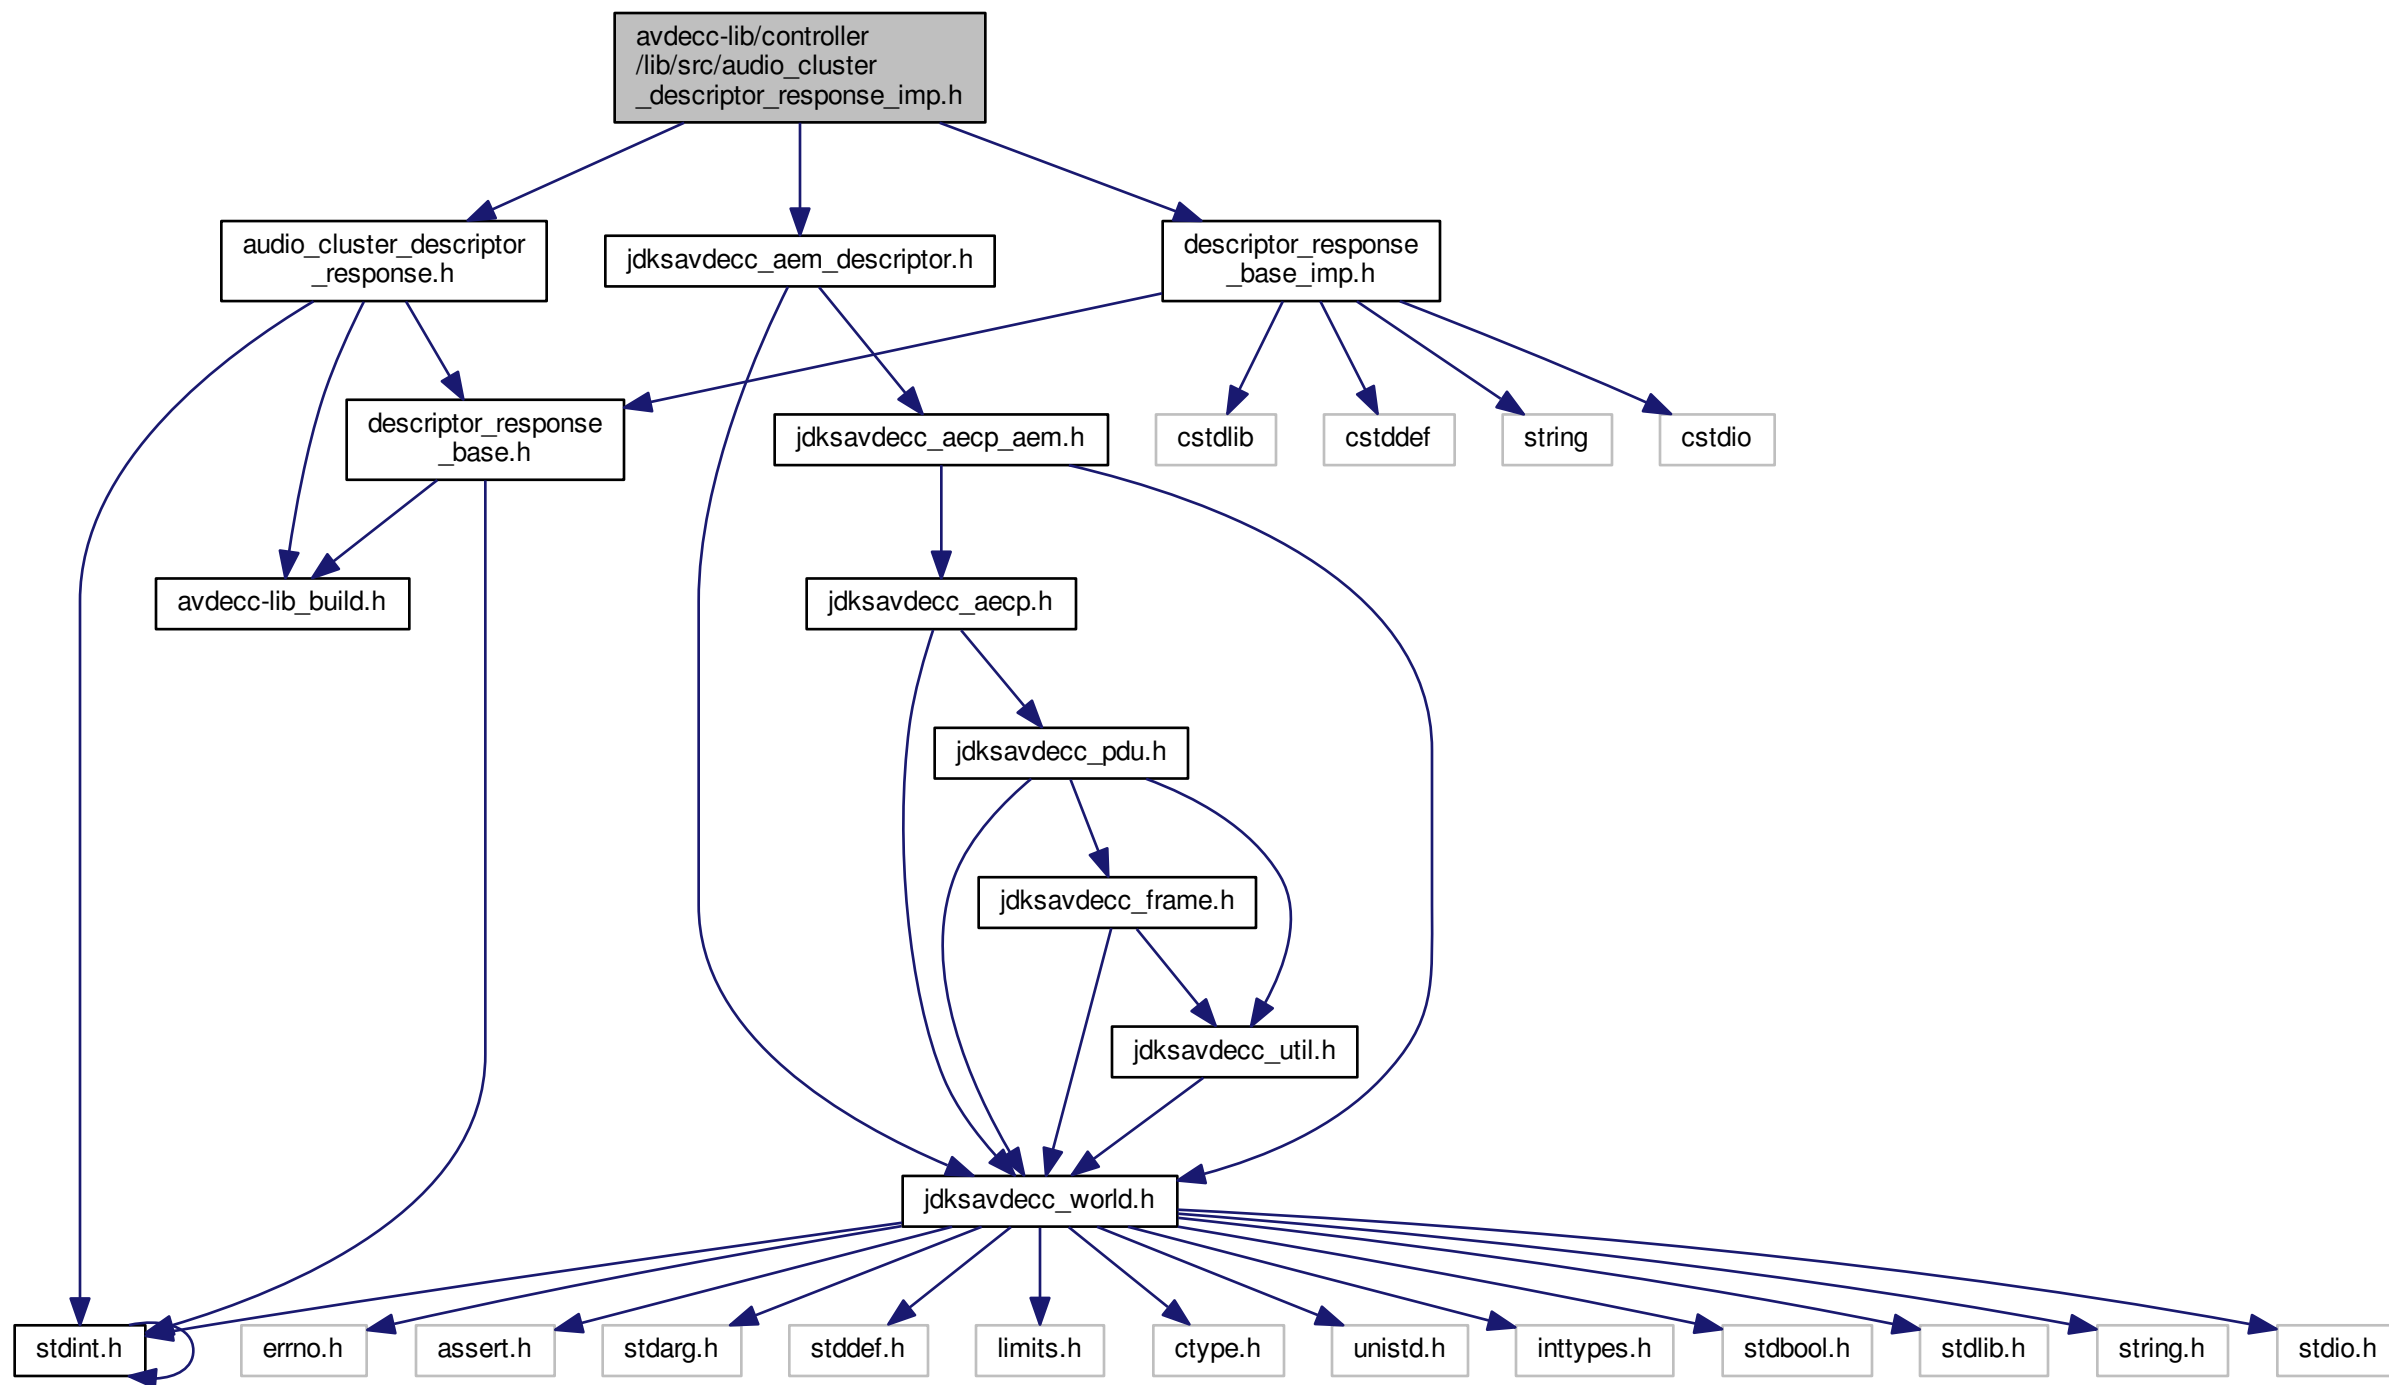 avdecc-lib/controller
/lib/src/audio_cluster
_descriptor_response_imp.h
audio_cluster_descriptor
_response.h
jdksavdecc_aem_descriptor.h
descriptor_response
_base_imp.h
descriptor_response
_base.h
jdksavdecc_aecp_aem.h
cstdlib
cstddef
string
cstdio
avdecc-lib_build.h
jdksavdecc_aecp.h
jdksavdecc_pdu.h
jdksavdecc_frame.h
jdksavdecc_util.h
jdksavdecc_world.h
stdint.h
errno.h
assert.h
stdarg.h
stddef.h
limits.h
ctype.h
unistd.h
inttypes.h
stdbool.h
stdlib.h
string.h
stdio.h